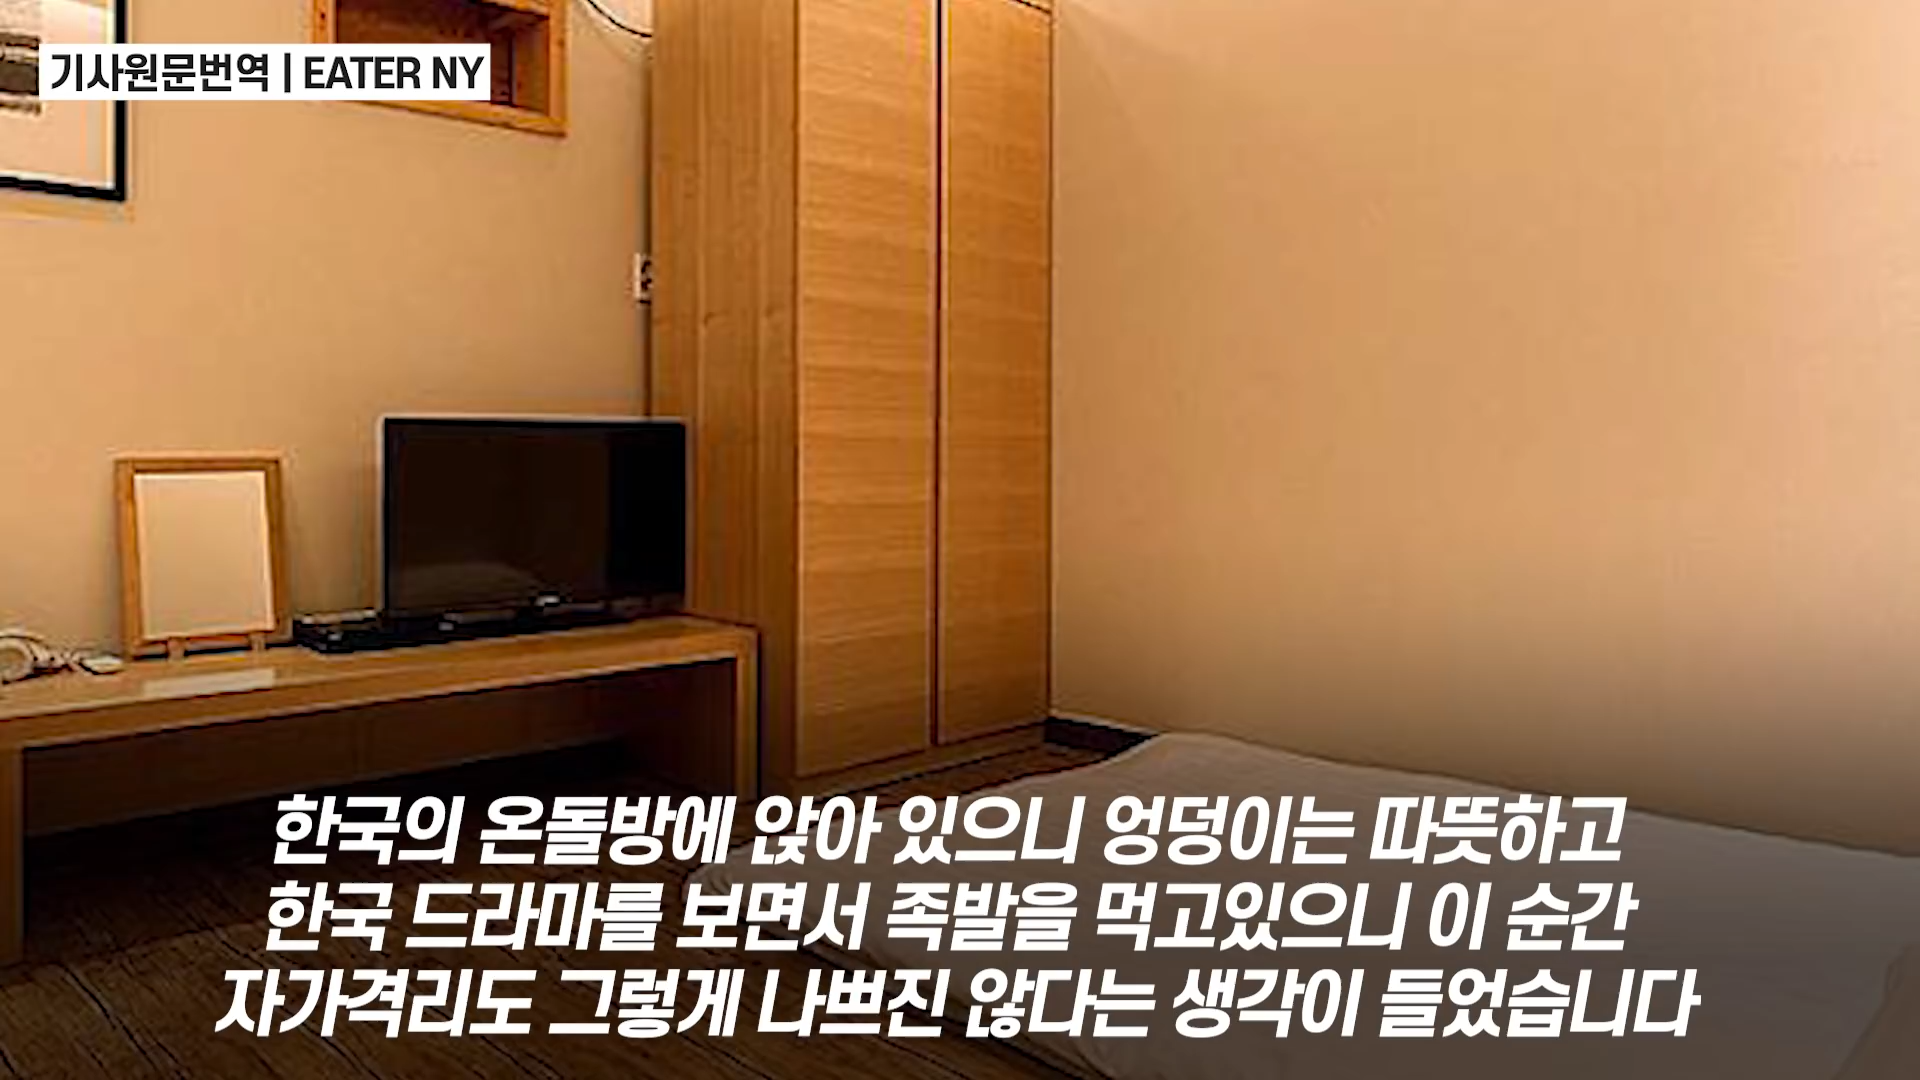 기사원문번역 | EATER NY
한국의 온돌방에 앉아 있으니 엉덩이는 따뜻하고
한국 드라마를 보면서 족발을 먹고있으니 이 순간
자가격리도 그렇게 나쁘진 않다는 생각이 들었습니다